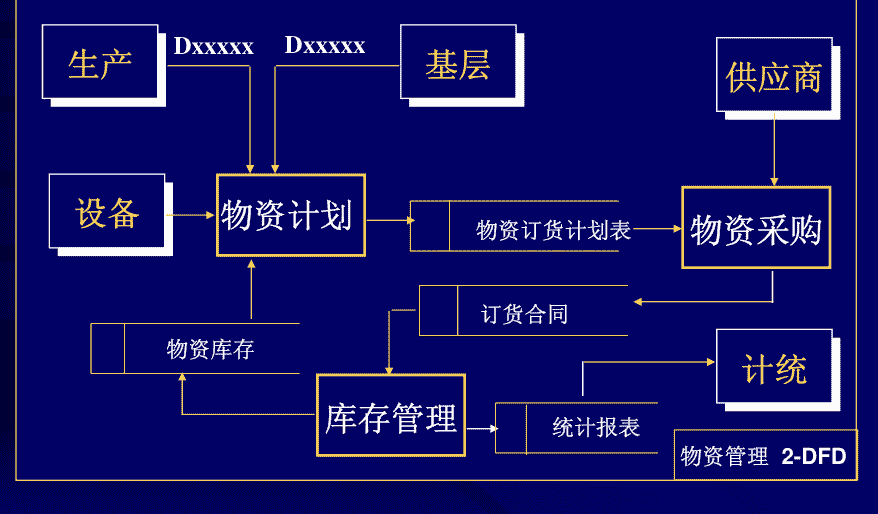 生产
Dxxxxx
Dxxxxx
基层
供应商
设备
物资计划
物资订货计划表
物资采购
订货合同
物资库存
计统
库存管理
统计报表
物资管理 2-DFD